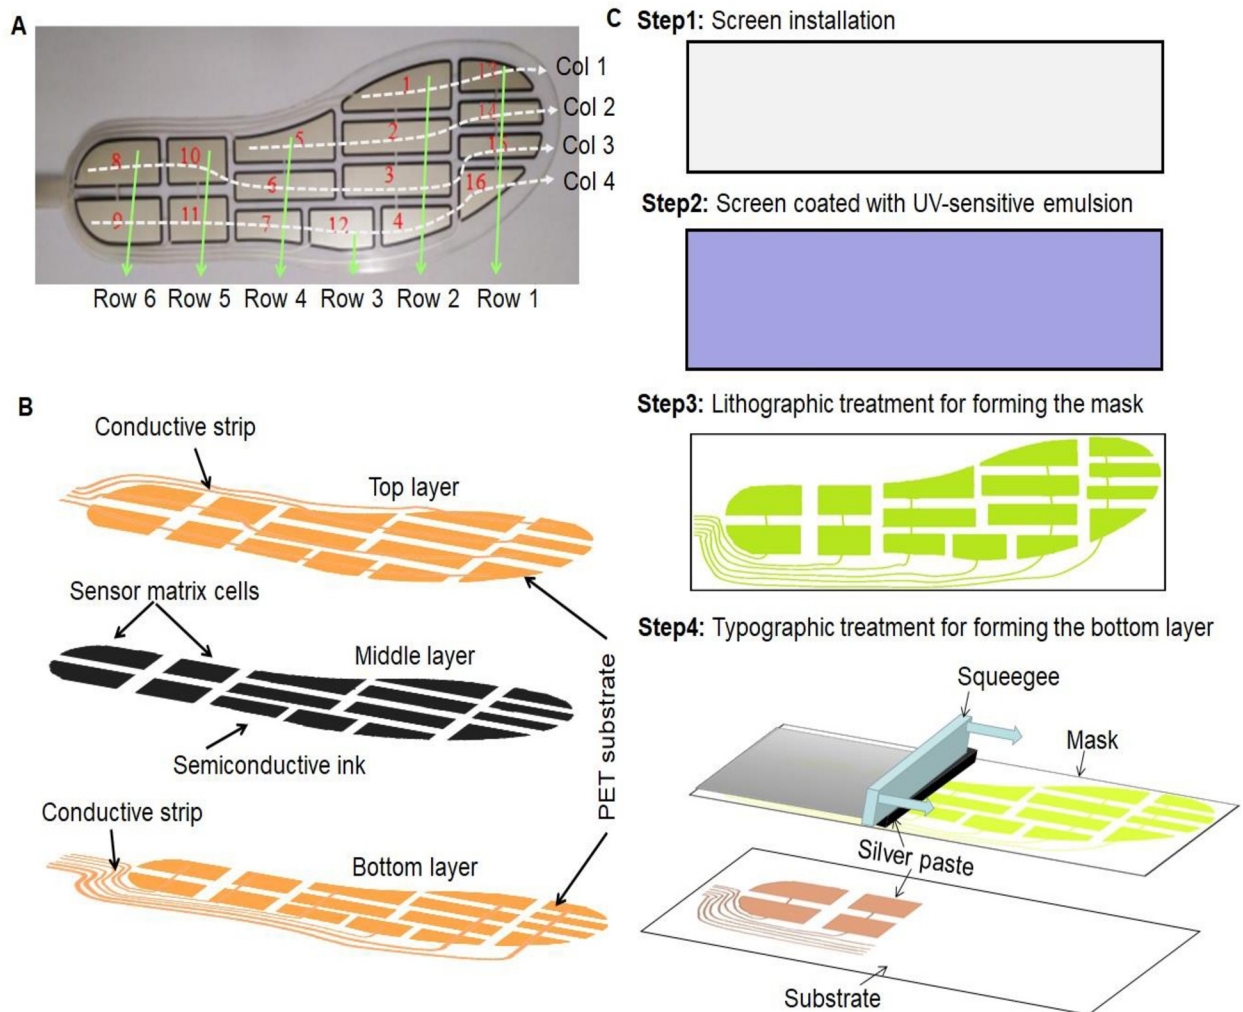 A
1
13
Col 1
2
14
Col 2
5
15
Col 3
8
10
3
16
Col 4
6
9
11
7
12
4
Row 6 Row 5 Row 4 Row 3 Row 2 Row 1
B
Conductive strip
Top layer
Sensor matrix cells
Middle layer
Semiconductive ink
PET substrate
Conductive strip
Bottom layer
C Step1: Screen installation
Step2: Screen coated with UV-sensitive emulsion
Step3: Lithographic treatment for forming the mask
Step4: Typographic treatment for forming the bottom layer
Squeegee
Mask
Silver paste
Substrate